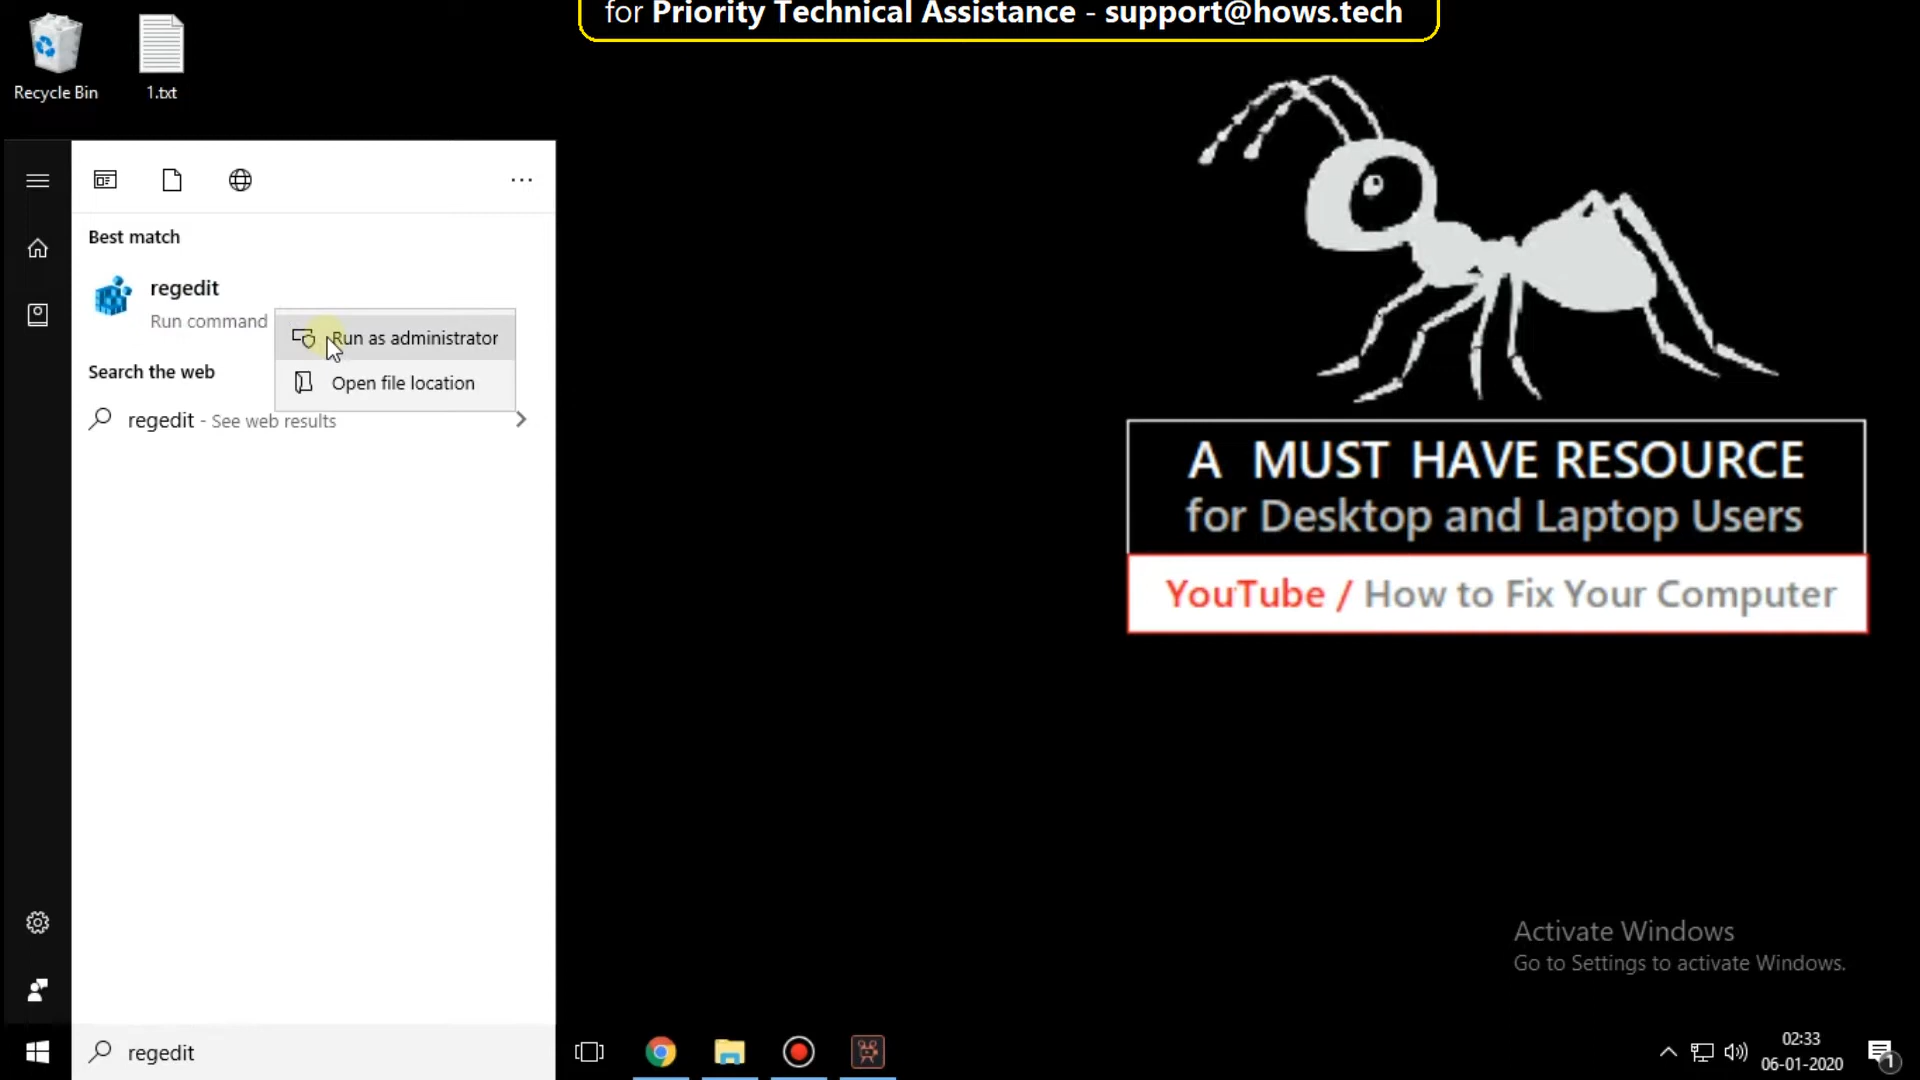 for Priority Technical Assistance - support@hows.tech
Recycle Bin
1.txt
Best match
regedit
Run command
Run as administrator
Open file location
Search the web
regedit - See web results
A MUST HAVE RESOURCE
for Desktop and Laptop Users
YouTube / How to Fix Your Computer
Activate Windows
Go to Settings to activate Windows.
regedit
02:33
06-01-2020
1